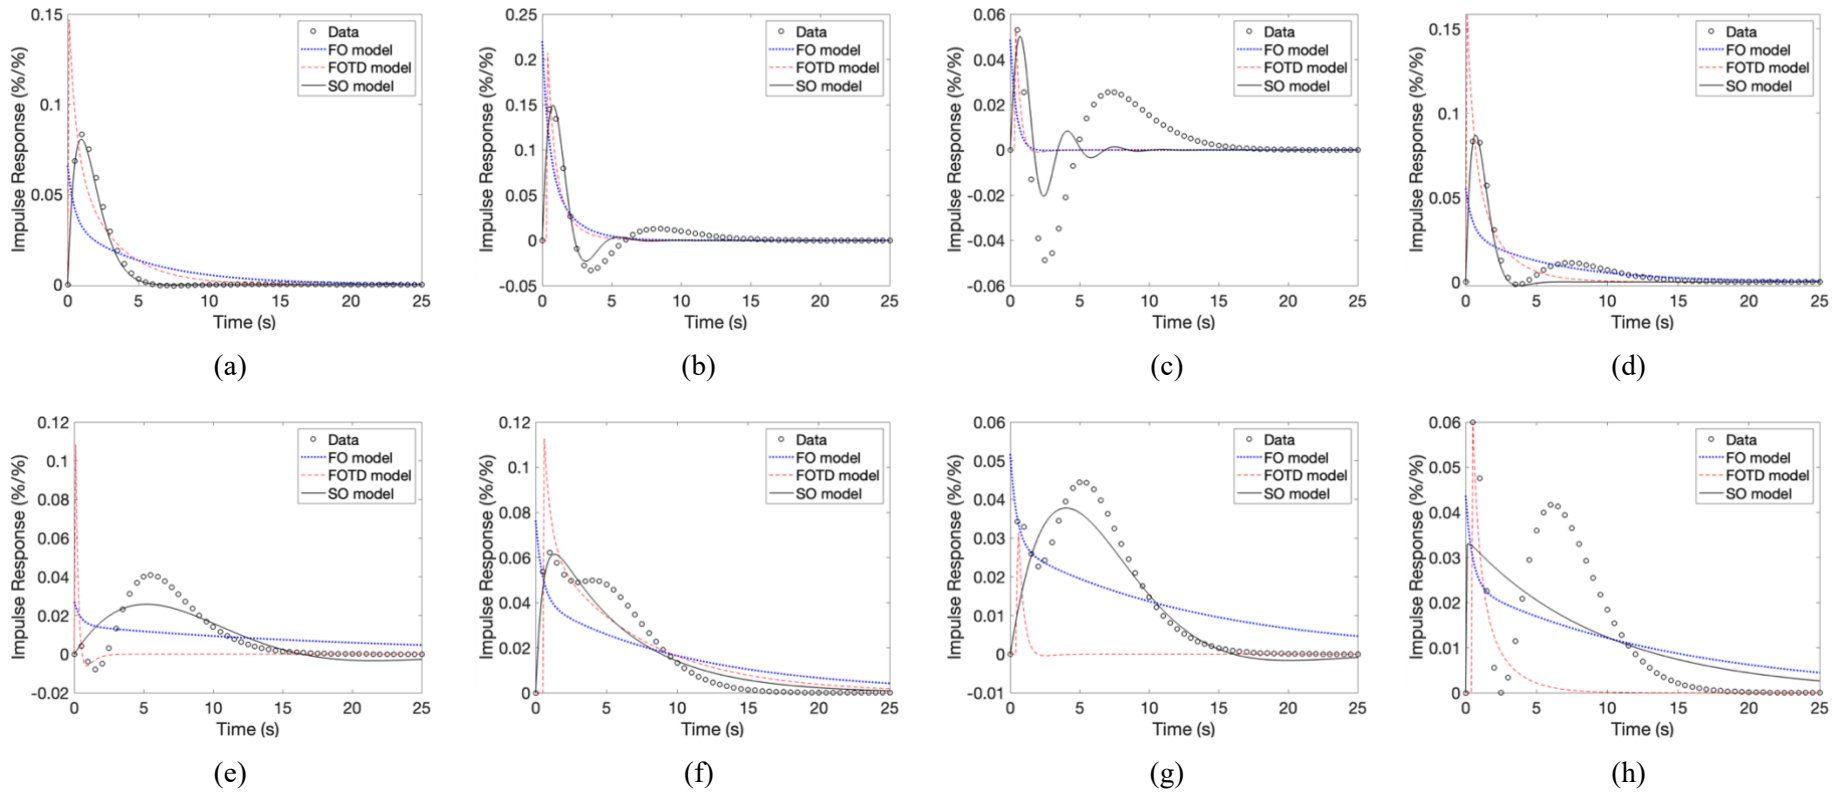 0.15
0.1
0.05
0
Impulse Response (%/%)
Data
FO model
FOTD model
SO model
0 5 10 15 20 25
Time (s)
(a)
0.25
0.2
0.15
0.1
0.05
0
-0.05
Impulse Response (%/%)
Data
FO model
FOTD model
SO model
0 5 10 15 20 25
Time (s)
(b)
0.06
0.04
0.02
0
-0.02
-0.04
-0.06
Impulse Response (%/%)
Data
FO model
FOTD model
SO model
0 5 10 15 20 25
Time (s)
(c)
0.15
0.1
0.05
0
Impulse Response (%/%)
Data
FO model
FOTD model
SO model
0 5 10 15 20 25
Time (s)
(d)
0.12
0.1
0.08
0.06
0.04
0.02
0
-0.02
Impulse Response (%/%)
Data
FO model
FOTD model
SO model
0 5 10 15 20 25
Time (s)
(e)
0.12
0.1
0.08
0.06
0.04
0.02
0
Impulse Response (%/%)
Data
FO model
FOTD model
SO model
0 5 10 15 20 25
Time (s)
(f)
0.06
0.05
0.04
0.03
0.02
0.01
0
-0.01
Impulse Response (%/%)
Data
FO model
FOTD model
SO model
0 5 10 15 20 25
Time (s)
(g)
0.06
0.05
0.04
0.03
0.02
0.01
0
Impulse Response (%/%)
Data
FO model
FOTD model
SO model
0 5 10 15 20 25
Time (s)
(h)